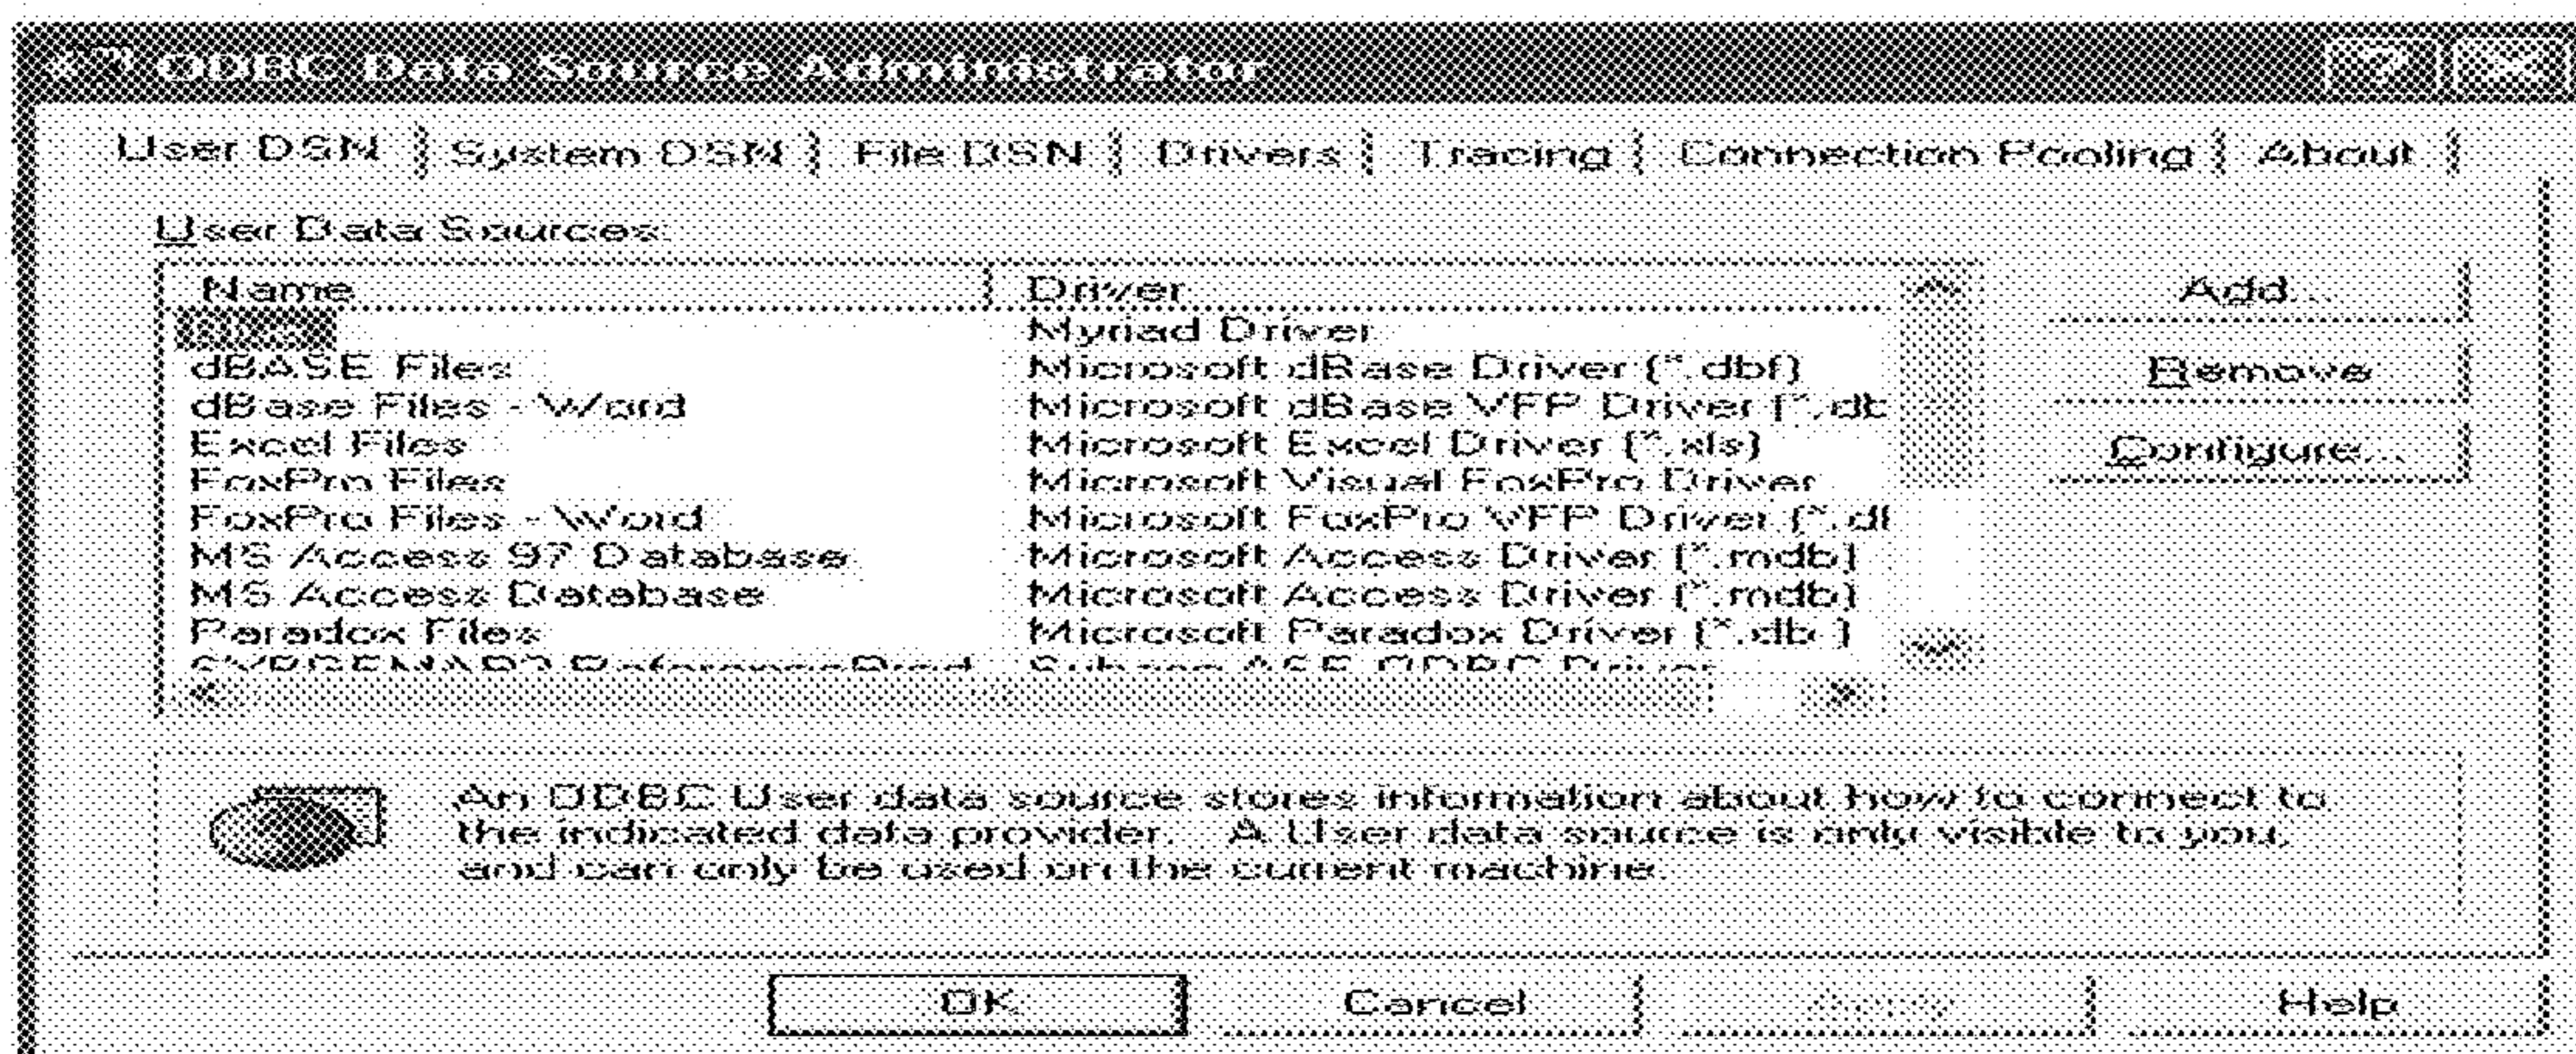 ODBC Data Source Administrator
User DSN System DSN File DSN Drivers Tracing Connection Pooling About
User Data Sources:
Name Driver
Myriad Driver
dBASE Files Microsoft dBase Driver (*.dbf)
dBase Files - Word Microsoft dBase VFP Driver (*.db
Excel Files Microsoft Excel Driver (*.xls)
FoxPro Files Microsoft Visual FoxPro Driver
FoxPro Files - Word Microsoft FoxPro VFP Driver (*.d
MS Access 97 Database Microsoft Access Driver (*.mdb)
MS Access Database Microsoft Access Driver (*.mdb)
Paradox Files Microsoft Paradox Driver (*.db )
Sybase ASE ODBC Driver
Add...
Remove
Configure...
An ODBC User data source stores information about how to connect to
the indicated data provider. A User data source is only visible to you,
and can only be used on the current machine.
OK Cancel Help